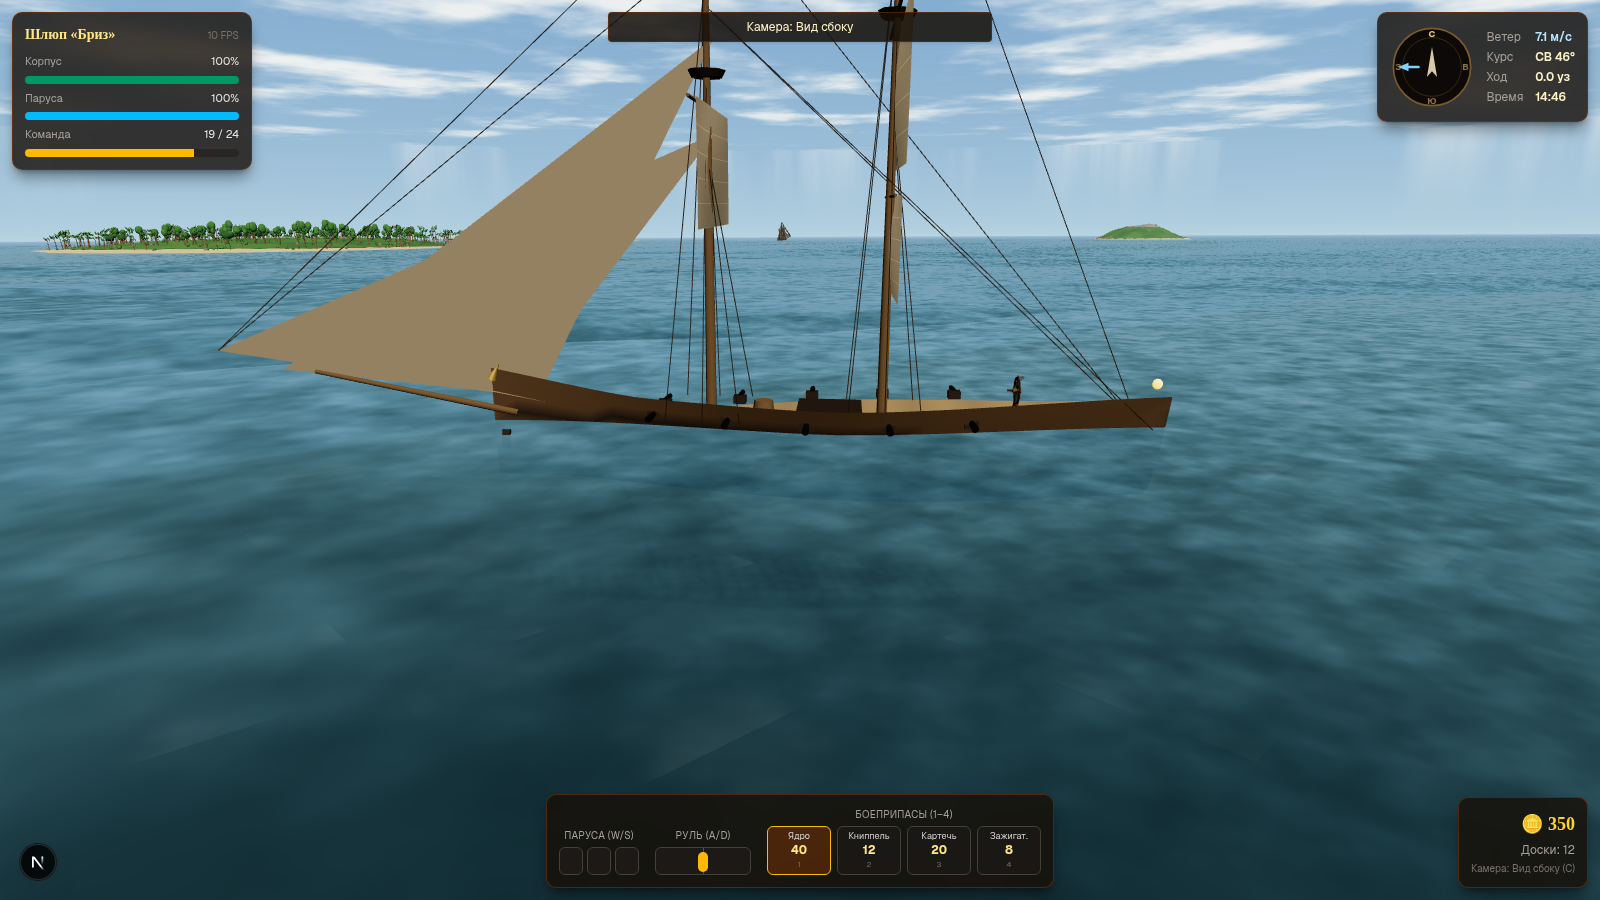 Шлюп «Бриз» 10 FPS
Корпус 100%
Паруса 100%
Команда 19 / 24
Камера: Вид сбоку
С
З В
Ю
Ветер 7.1 м/с
Курс СВ 46°
Ход 0.0 уз
Время 14:46
ПАРУСА (W/S)
РУЛЬ (A/D)
БОЕПРИПАСЫ (1–4)
Ядро
40
1
Книппель
12
2
Картечь
20
3
Зажигат.
8
4
350
Доски: 12
Камера: Вид сбоку (C)
N